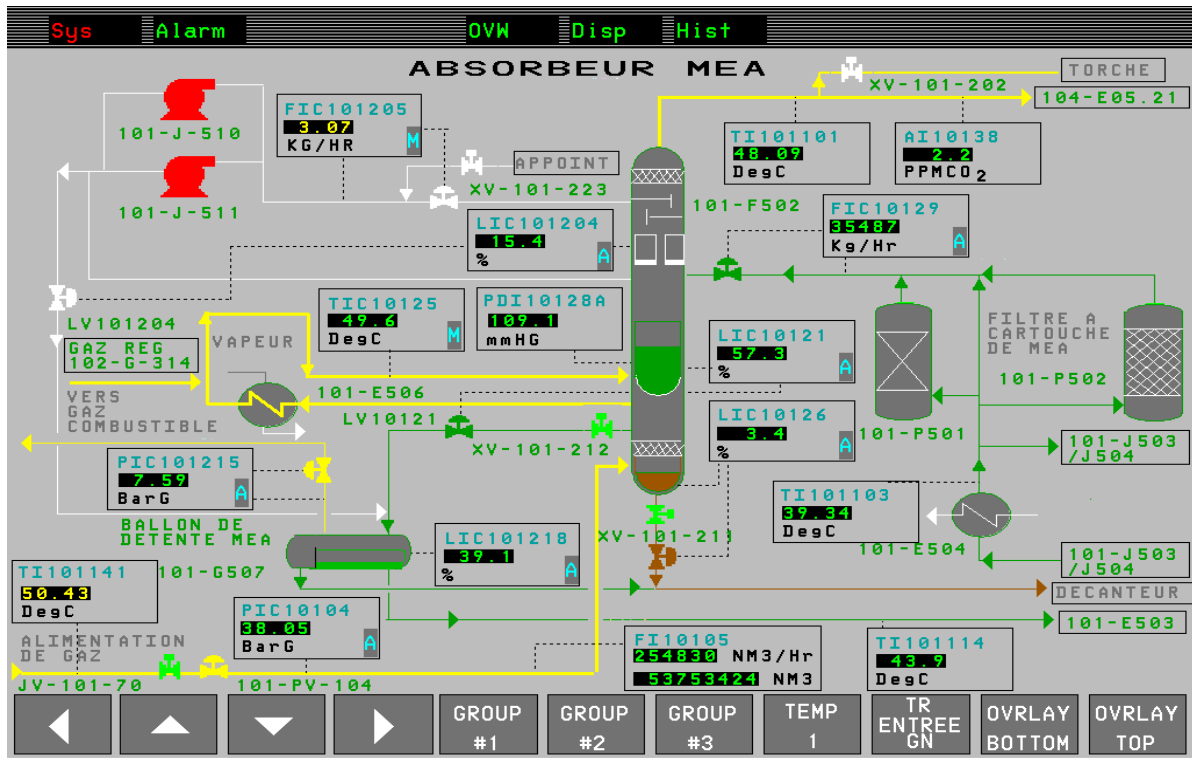 Sys Alarm OVW Disp Hist
ABSORBEUR MEA
TORCHE
XV-101-202
104-E05.21
FIC101205
3.07
KG/HR
M
101-J-510
TI101101
48.09
DegC
AI10138
2.2
PPMCO2
APPOINT
XV-101-223
101-J-511
101-F502
FIC10129
35487
Kg/Hr
A
LIC101204
15.4
%
A
TIC10125
49.6
DegC
M
PDI10128A
109.1
mmHG
LV101204
GAZ REG
102-G-314
VAPEUR
LIC10121
57.3
%
A
FILTRE A
CARTOUCHE
DE MEA
101-P502
101-E506
VERS
GAZ
COMBUSTIBLE
LV10121
XV-101-212
LIC10126
3.4
%
A
101-P501
101-J503
/J504
PIC101215
7.59
BarG
A
TI101103
39.34
DegC
BALLON DE
DETENTE MEA
LIC101218
39.1
%
A
XV-101-211
101-E504
101-J503
/J504
TI101141
50.43
DegC
101-G507
DECANTEUR
PIC10104
38.05
BarG
A
101-E503
ALIMENTATION
DE GAZ
FI10105
254830 NM3/Hr
53753424 NM3
TI101114
43.9
DegC
JV-101-70
101-PV-104
GROUP
#1
GROUP
#2
GROUP
#3
TEMP
1
TR
ENTREE
GN
OVRLAY
BOTTOM
OVRLAY
TOP